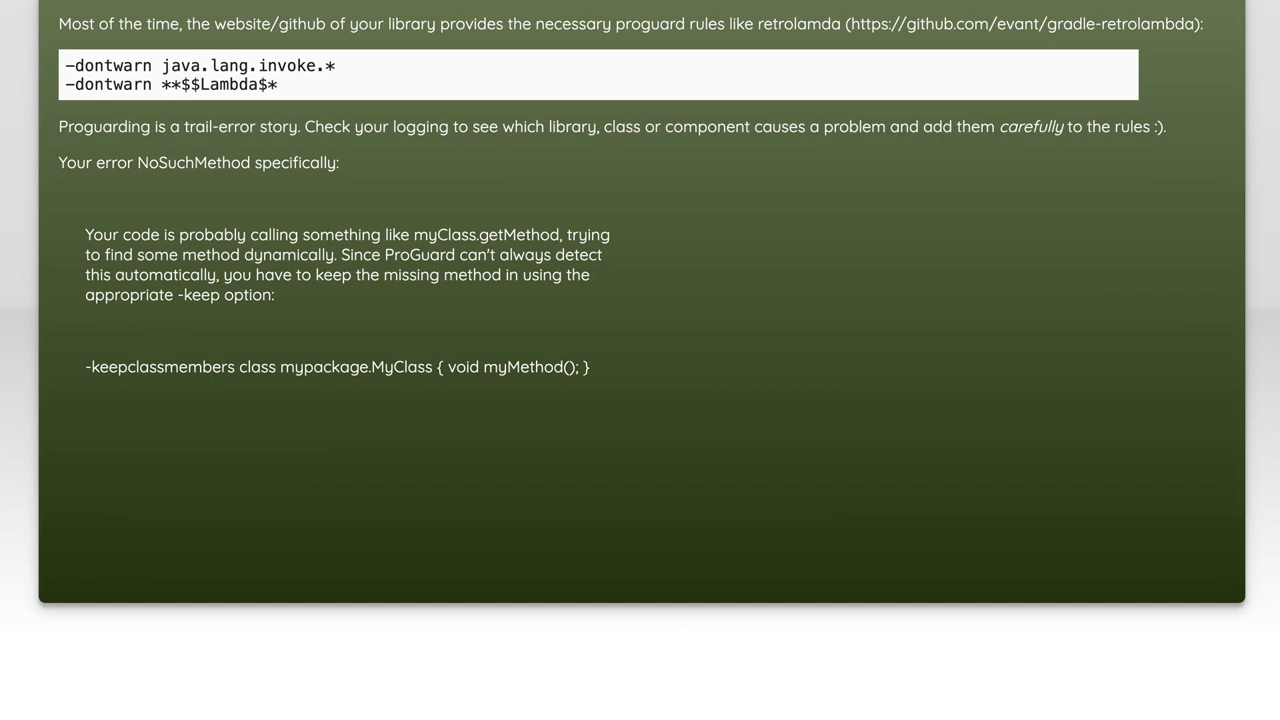 Most of the time, the website/github of your library provides the necessary proguard rules like retrolamda (https://github.com/evant/gradle-retrolambda):
-dontwarn java.lang.invoke.*
-dontwarn **$$Lambda$*
Proguarding is a trail-error story. Check your logging to see which library, class or component causes a problem and add them carefully to the rules :).
Your error NoSuchMethod specifically:
Your code is probably calling something like myClass.getMethod, trying
to find some method dynamically. Since ProGuard can't always detect
this automatically, you have to keep the missing method in using the
appropriate -keep option:
-keepclassmembers class mypackage.MyClass { void myMethod(); }